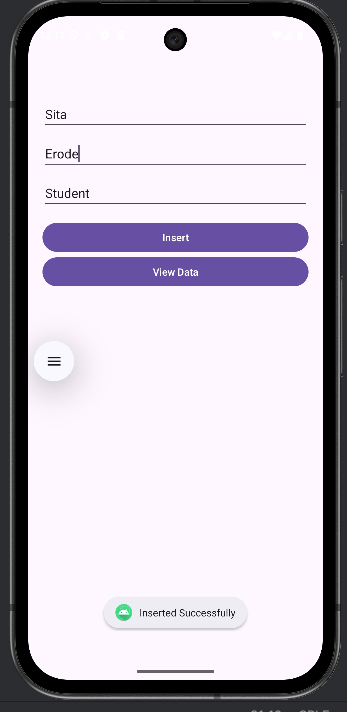 Sita
Erode
Student
Insert
View Data
Inserted Successfully